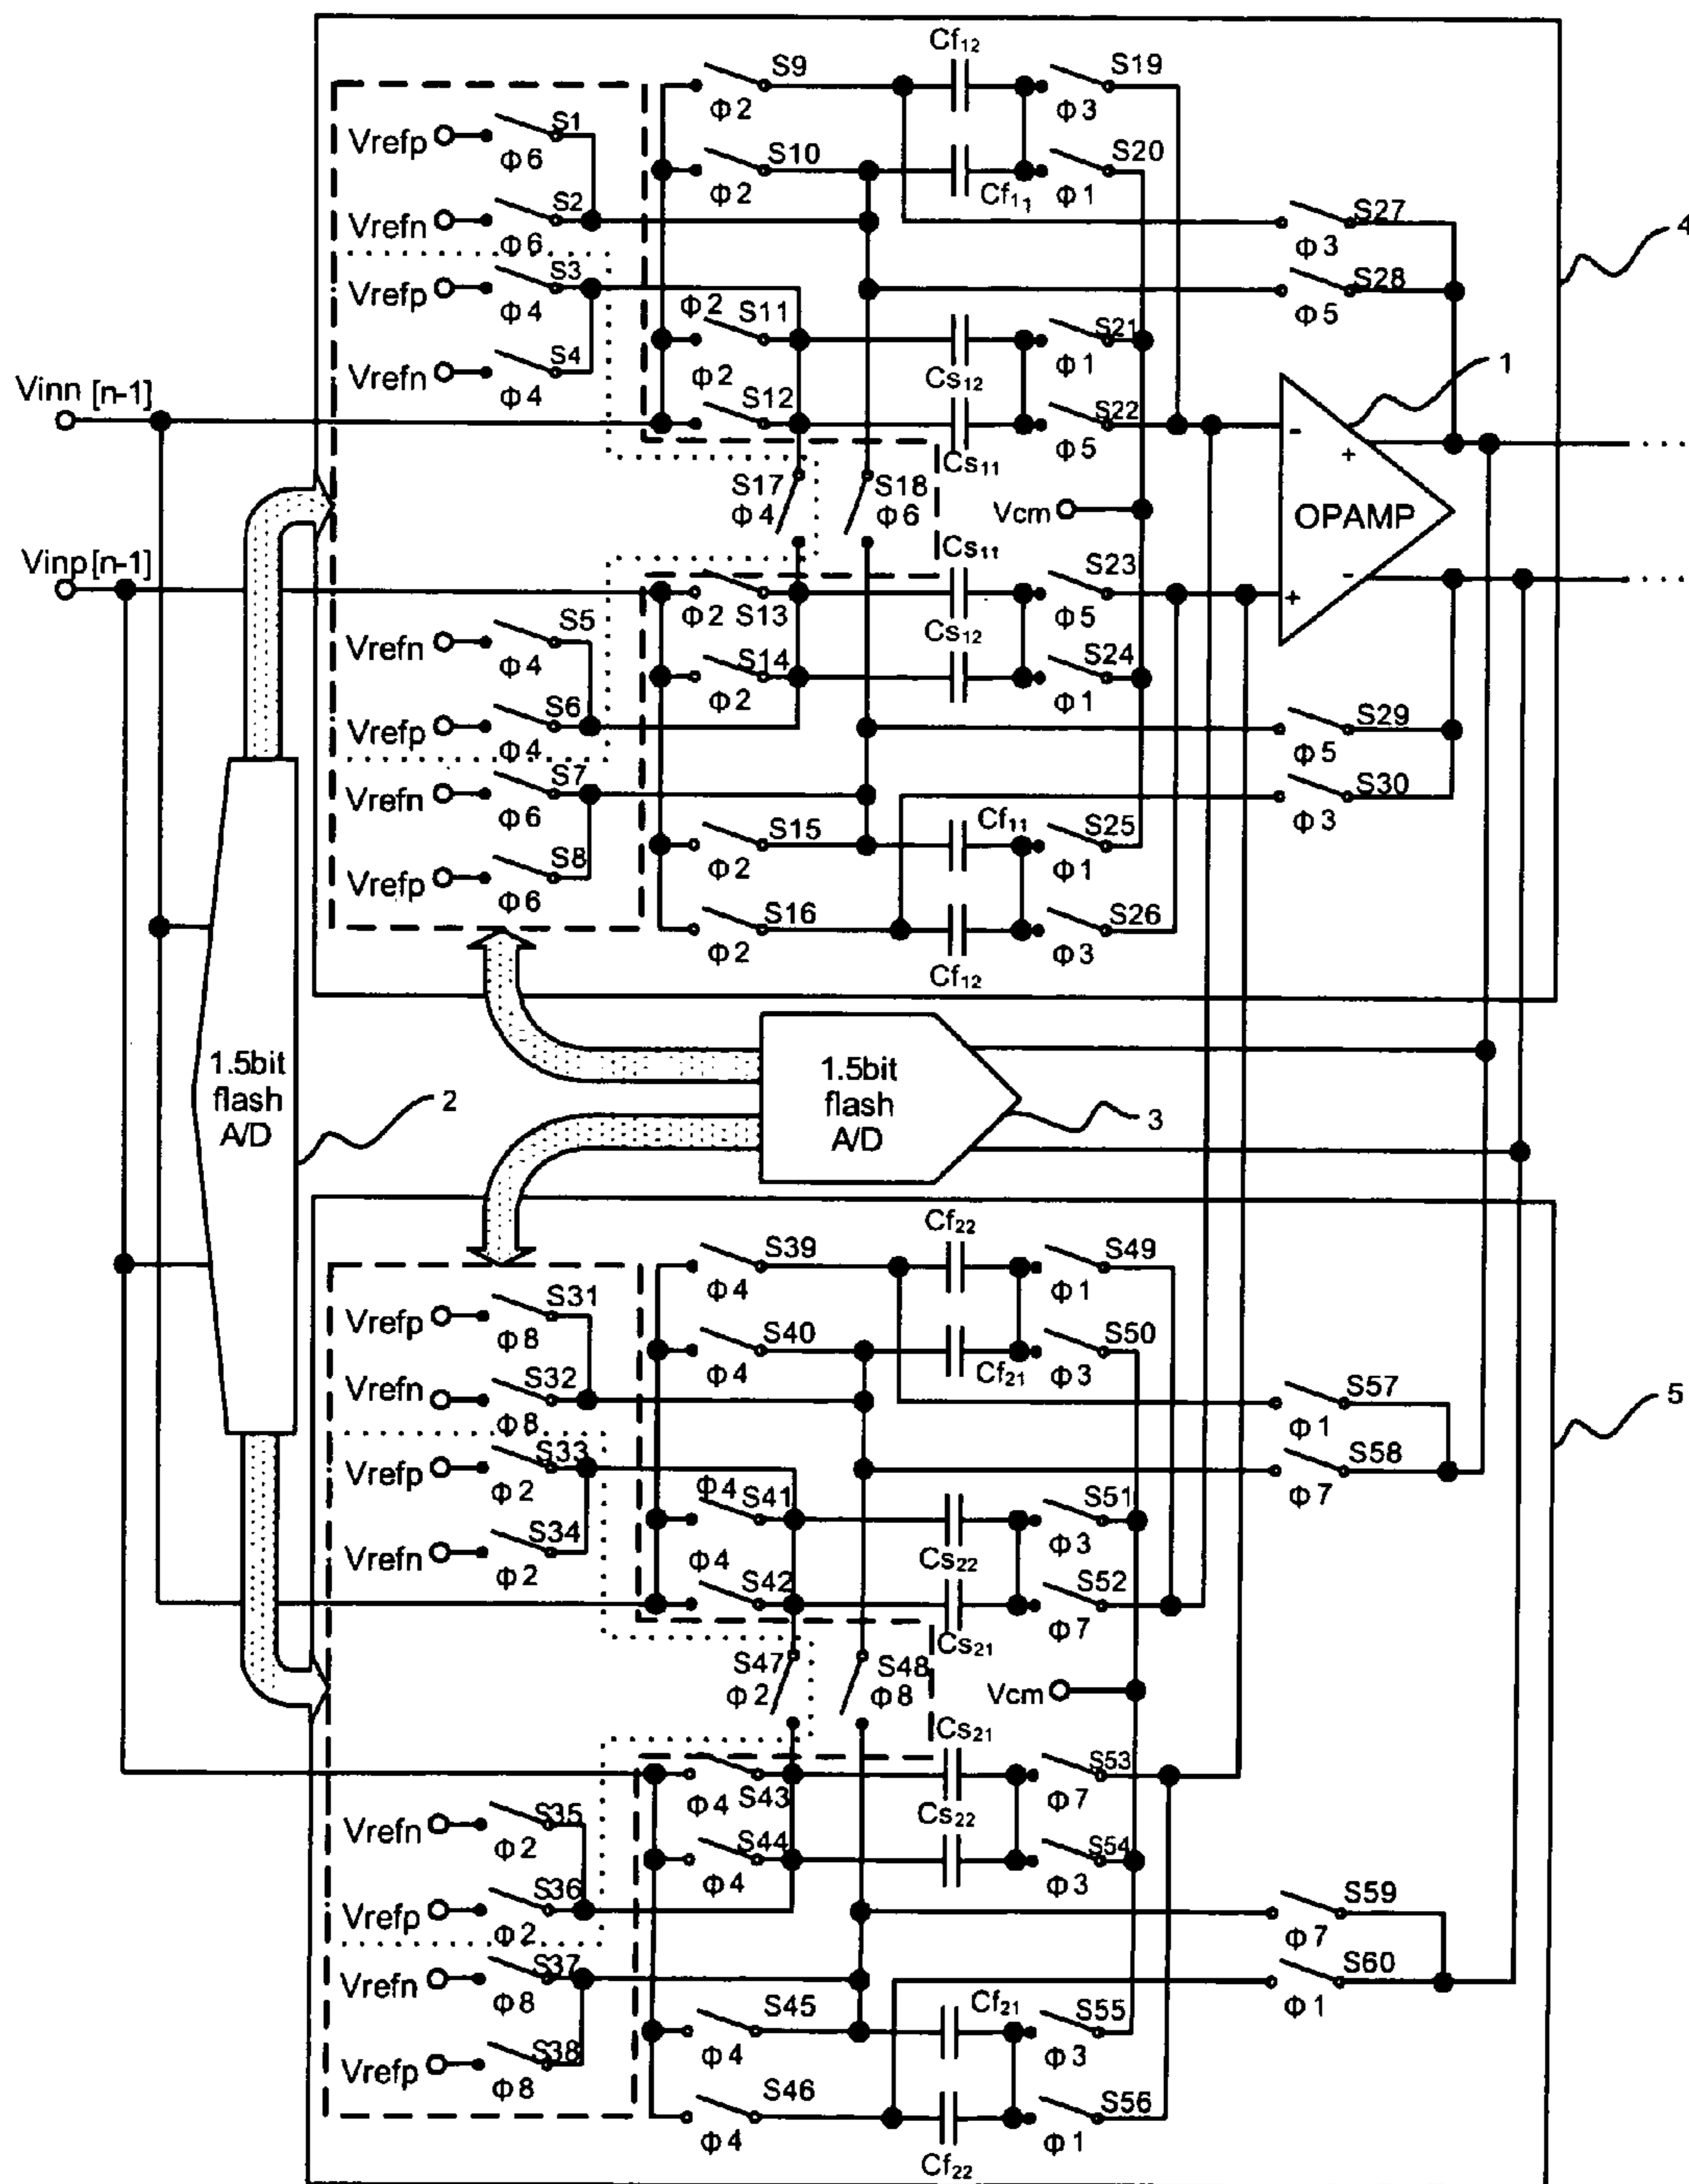 Cf₁₂
S9
Φ2
S19
Φ3
Vrefp
S1
Φ6
S10
Φ2
Cf₁₁
S20
Φ1
Vrefn
S2
Φ6
S27
Φ3
4
Vrefp
S3
Φ4
S28
Φ5
Φ2
S11
S21
Φ1
Vrefn
S4
Φ4
Φ2
Cs₁₂
1
Vinn [n-1]
S12
S22
Φ5
Cs₁₁
-
+
OPAMP
S17
Φ4
S18
Φ6
Vcm
Vinp[n-1]
Cs₁₁
S23
Φ5
+
-
Φ2
S13
Cs₁₂
Vrefn
S5
Φ4
S14
Φ2
S24
Φ1
Vrefp
S6
Φ4
S29
Φ5
Vrefn
S7
Φ6
S30
Φ3
S15
Φ2
Cf₁₁
S25
Φ1
Vrefp
S8
Φ6
S16
Φ2
Cf₁₂
S26
Φ3
1.5bit
flash
A/D
2
1.5bit
flash
A/D
3
Cf₂₂
S39
Φ4
S49
Φ1
Vrefp
S31
Φ8
S40
Φ4
Cf₂₁
S50
Φ3
Vrefn
S32
Φ8
S57
Φ1
5
Vrefp
S33
Φ2
S58
Φ7
Φ4
S41
S51
Φ3
Vrefn
S34
Φ2
Φ4
Cs₂₂
S42
S52
Φ7
Cs₂₁
S47
Φ2
S48
Φ8
Vcm
Cs₂₁
S53
Φ7
Φ4
S43
Cs₂₂
Vrefn
S35
Φ2
S44
Φ4
S54
Φ3
Vrefp
S36
Φ2
S59
Φ7
Vrefn
S37
Φ8
S60
Φ1
S45
Φ4
Cf₂₁
S55
Φ3
Vrefp
S38
Φ8
S46
Φ4
Cf₂₂
S56
Φ1